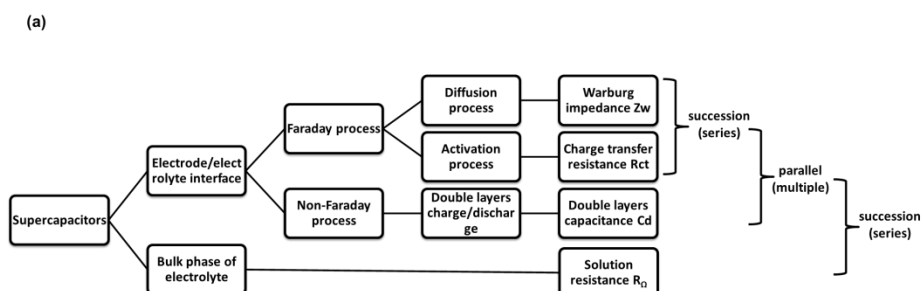 (a)
Diffusion
process
Warburg
impedance Zw
succession
(series)
Faraday process
Activation
process
Charge transfer
resistance Rct
Electrode/elect
rolyte interface
parallel
(multiple)
Non-Faraday
process
Double layers
charge/dischar
ge
Double layers
capacitance Cd
Supercapacitors
succession
(series)
Bulk phase of
electrolyte
Solution
resistance RΩ